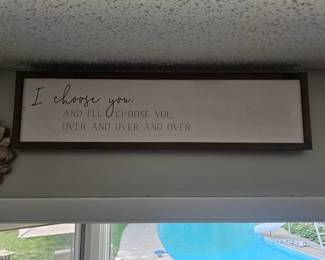 I choose you.
AND I'LL CHOOSE YOU;
OVER AND OVER AND OVER